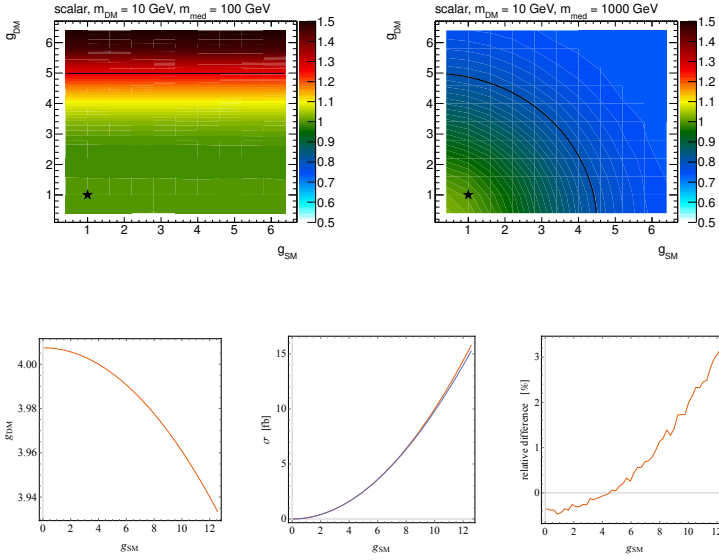 scalar, m_DM = 10 GeV, m_med = 100 GeV
g_DM
6
5
4
3
2
1
1 2 3 4 5 6
g_SM
1.5
1.4
1.3
1.2
1.1
1
0.9
0.8
0.7
0.6
0.5
scalar, m_DM = 10 GeV, m_med = 1000 GeV
g_DM
6
5
4
3
2
1
1 2 3 4 5 6
g_SM
1.5
1.4
1.3
1.2
1.1
1
0.9
0.8
0.7
0.6
0.5
g_DM
4.00
3.98
3.96
3.94
0 2 4 6 8 10 12
g_SM
σ [fb]
15
10
5
0
0 2 4 6 8 10 12
g_SM
relative difference [%]
3
2
1
0
0 2 4 6 8 10 12
g_SM